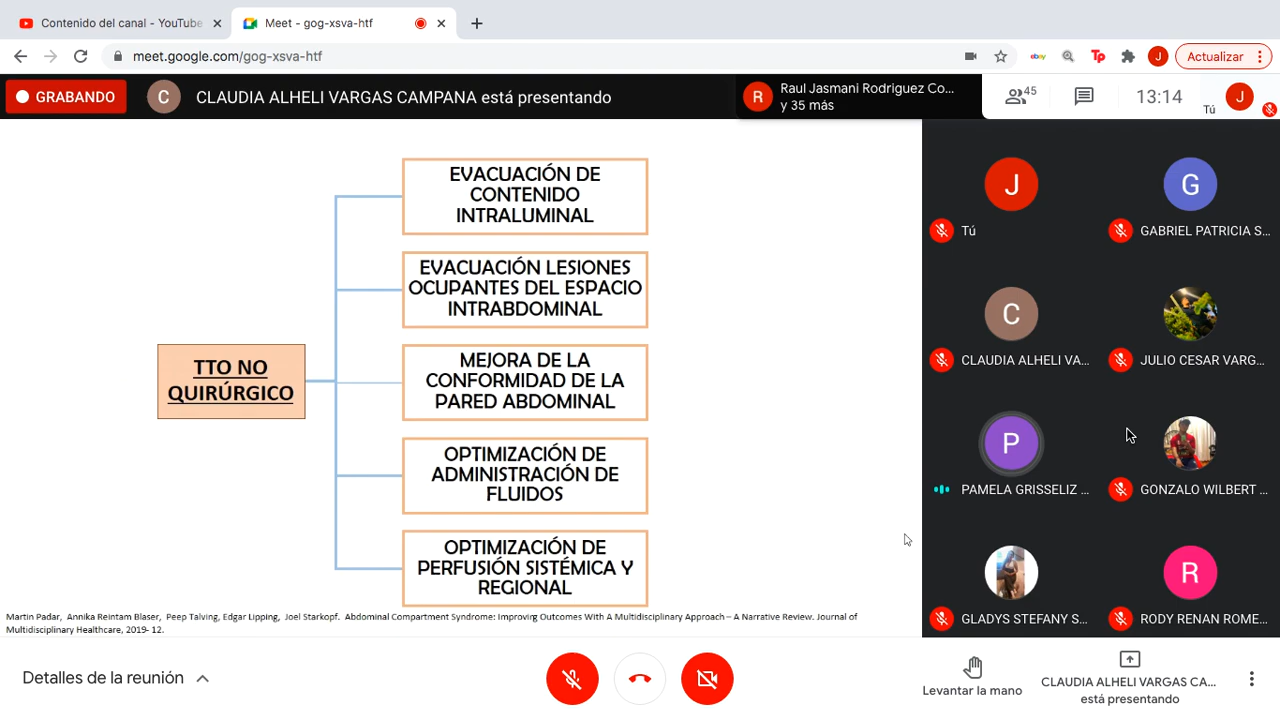 Contenido del canal - YouTube
Meet - gog-xsva-htf
meet.google.com/gog-xsva-htf
ebay
Tp
J
Actualizar
GRABANDO
C
CLAUDIA ALHELI VARGAS CAMPANA está presentando
R
Raul Jasmani Rodriguez Co...
y 35 más
45
13:14
Tú
J
EVACUACIÓN DE
CONTENIDO
INTRALUMINAL
EVACUACIÓN LESIONES
OCUPANTES DEL ESPACIO
INTRABDOMINAL
TTO NO
QUIRÚRGICO
MEJORA DE LA
CONFORMIDAD DE LA
PARED ABDOMINAL
OPTIMIZACIÓN DE
ADMINISTRACIÓN DE
FLUIDOS
OPTIMIZACIÓN DE
PERFUSIÓN SISTÉMICA Y
REGIONAL
Martin Padar, Annika Reintam Blaser, Peep Talving, Edgar Lipping, Joel Starkopf. Abdominal Compartment Syndrome: Improving Outcomes With A Multidisciplinary Approach – A Narrative Review. Journal of
Multidisciplinary Healthcare, 2019- 12.
J
Tú
G
GABRIEL PATRICIA S...
C
CLAUDIA ALHELI VA...
JULIO CESAR VARG...
P
PAMELA GRISSELIZ ...
GONZALO WILBERT ...
GLADYS STEFANY S...
R
RODY RENAN ROME...
Detalles de la reunión
Levantar la mano
CLAUDIA ALHELI VARGAS CA...
está presentando